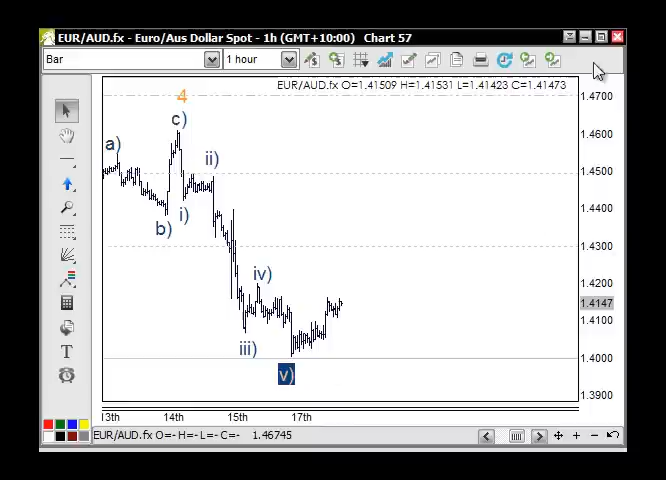 EUR/AUD.fx - Euro/Aus Dollar Spot - 1h (GMT+10:00) Chart 57
Bar
1 hour
EUR/AUD.fx O=1.41509 H=1.41531 L=1.41423 C=1.41473
1.4700
1.4600
1.4500
1.4400
1.4300
1.4200
1.4147
1.4100
1.4000
1.3900
4
c)
a)
ii)
i)
b)
iv)
iii)
v)
13th
14th
15th
17th
EUR/AUD.fx O=- H=- L=- C=- 1.46745